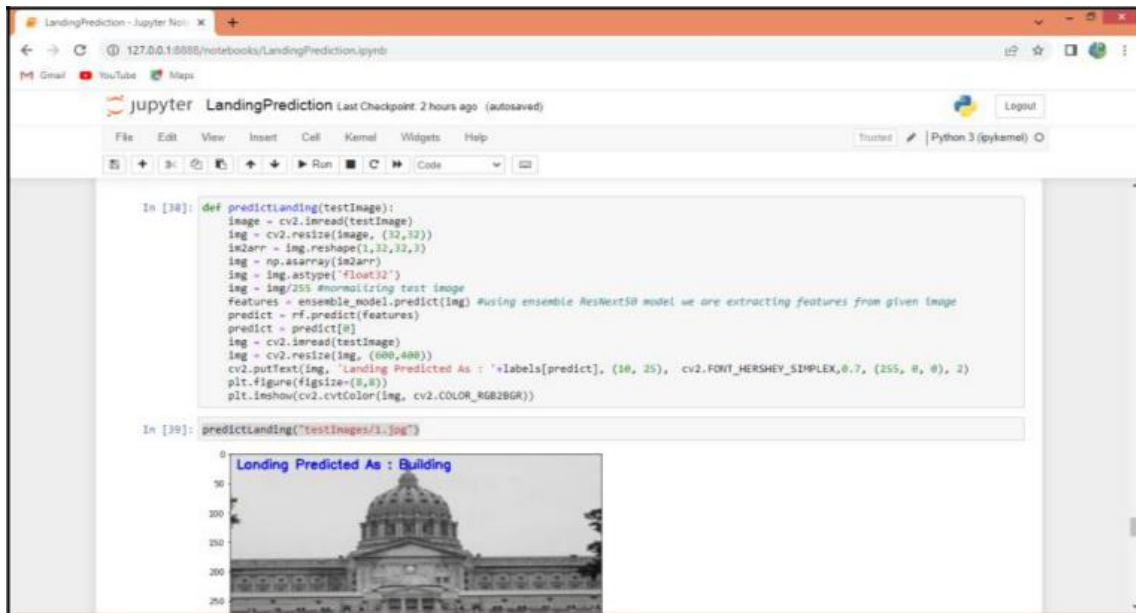 LandingPrediction - Jupyter Not
127.0.0.1:8888/notebooks/LandingPrediction.ipynb
Gmail YouTube Maps
jupyter LandingPrediction Last Checkpoint: 2 hours ago (autosaved)
Logout
File Edit View Insert Cell Kernel Widgets Help
Trusted Python 3 (ipykernel)
Run Code
In [38]: def predictLanding(testImage):
image = cv2.imread(testImage)
img = cv2.resize(image, (32,32))
im2arr = img.reshape(1,32,32,3)
img = np.asarray(im2arr)
img = img.astype('float32')
img = img/255 #normalizing test image
features = ensemble_model.predict(img) #using ensemble ResNext50 model we are extracting features from given image
predict = rf.predict(features)
predict = predict[0]
img = cv2.imread(testImage)
img = cv2.resize(img, (600,400))
cv2.putText(img, 'Landing Predicted As : '+labels[predict], (10, 25), cv2.FONT_HERSHEY_SIMPLEX,0.7, (255, 0, 0), 2)
plt.figure(figsize=(8,8))
plt.imshow(cv2.cvtColor(img, cv2.COLOR_RGB2BGR))
In [39]: predictLanding("testImages/1.jpg")
Landing Predicted As : Building
0
50
100
150
200
250